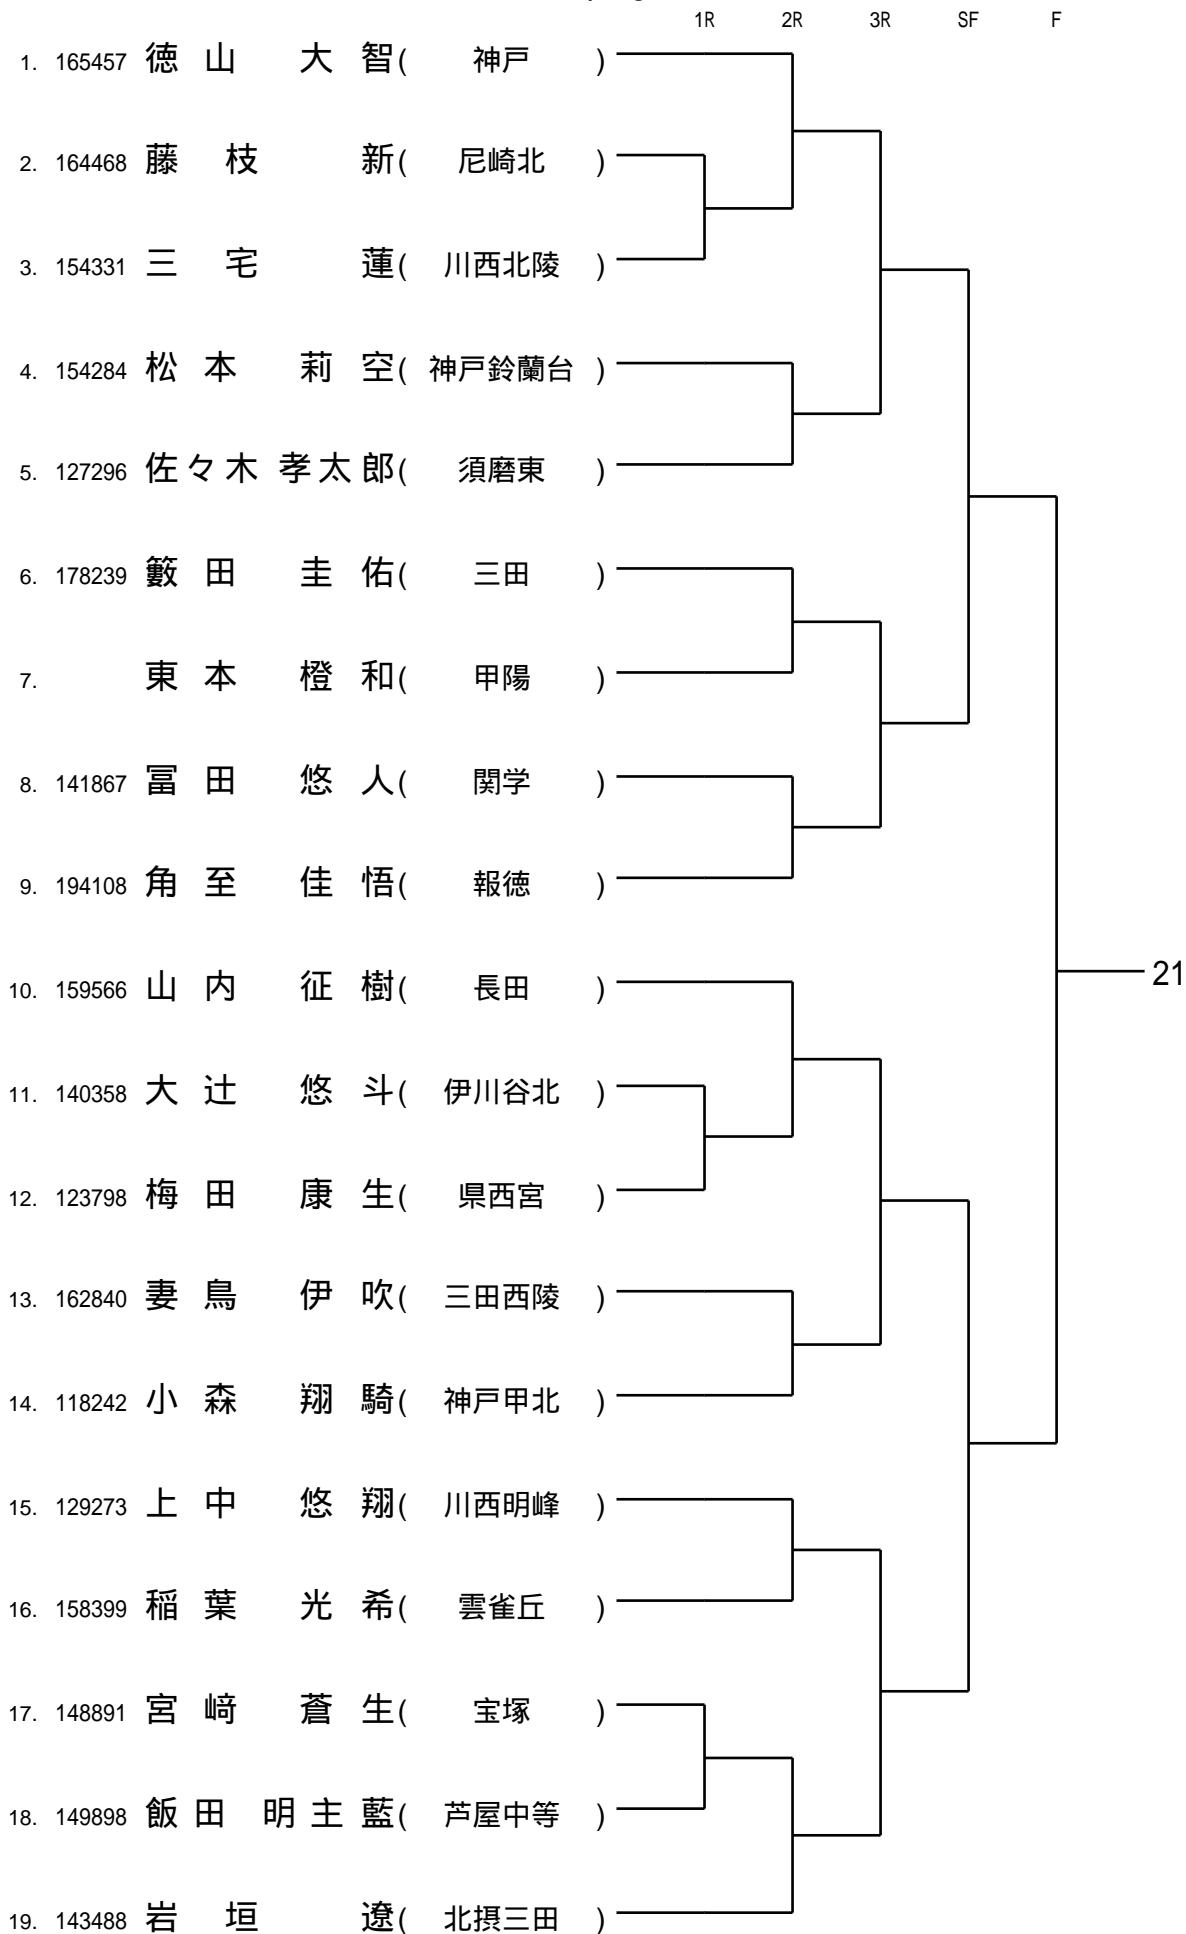 1R 2R 3R SF F
1. 165457 徳山 大智( 神戸 )
2. 164468 藤枝 新( 尼崎北 )
3. 154331 三宅 蓮( 川西北陵 )
4. 154284 松本 莉空( 神戸鈴蘭台 )
5. 127296 佐々木 孝太郎( 須磨東 )
6. 178239 籔田 圭佑( 三田 )
7. 東本 橙和( 甲陽 )
8. 141867 冨田 悠人( 関学 )
9. 194108 角至 佳悟( 報徳 )
21
10. 159566 山内 征樹( 長田 )
11. 140358 大辻 悠斗( 伊川谷北 )
12. 123798 梅田 康生( 県西宮 )
13. 162840 妻鳥 伊吹( 三田西陵 )
14. 118242 小森 翔騎( 神戸甲北 )
15. 129273 上中 悠翔( 川西明峰 )
16. 158399 稲葉 光希( 雲雀丘 )
17. 148891 宮﨑 蒼生( 宝塚 )
18. 149898 飯田 明主藍( 芦屋中等 )
19. 143488 岩垣 遼( 北摂三田 )